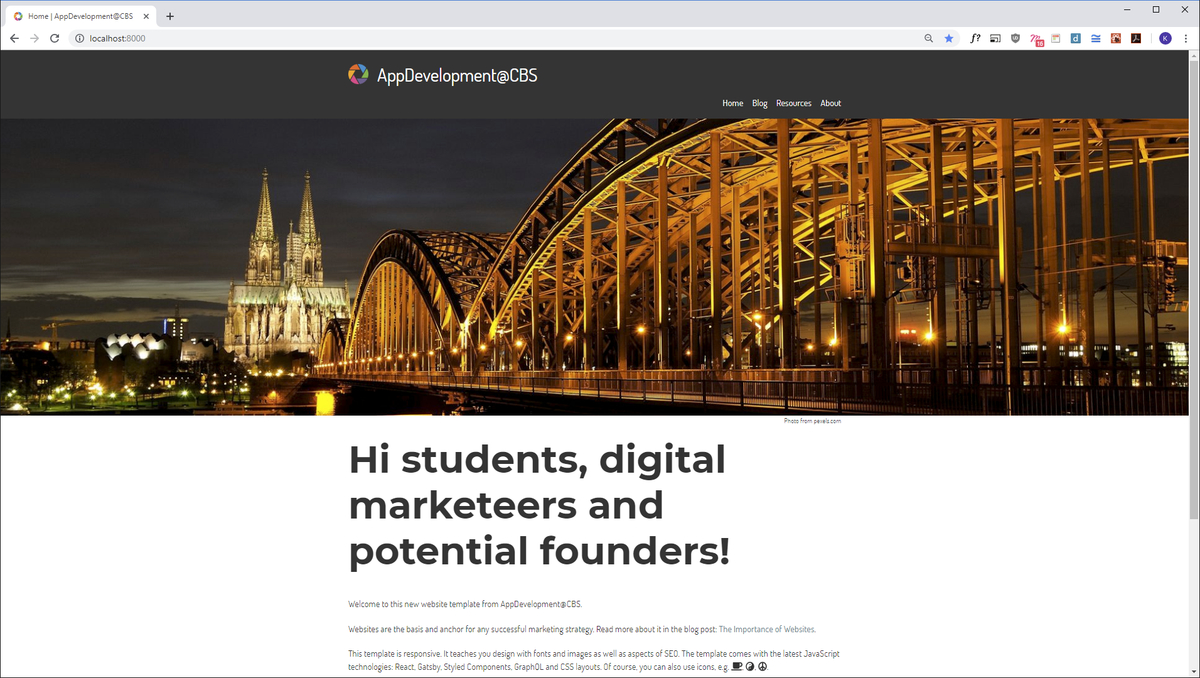 Home | AppDevelopment@CBS
localhost:8000
f?
15
d
K
AppDevelopment@CBS
Home Blog Resources About
Photo from pexels.com
Hi students, digital
marketeers and
potential founders!
Welcome to this new website template from AppDevelopment@CBS.
Websites are the basis and anchor for any successful marketing strategy. Read more about it in the blog post: The Importance of Websites.
This template is responsive. It teaches you design with fonts and images as well as aspects of SEO. The template comes with the latest JavaScript
technologies: React, Gatsby, Styled Components, GraphQL and CSS layouts. Of course, you can also use icons, e.g.